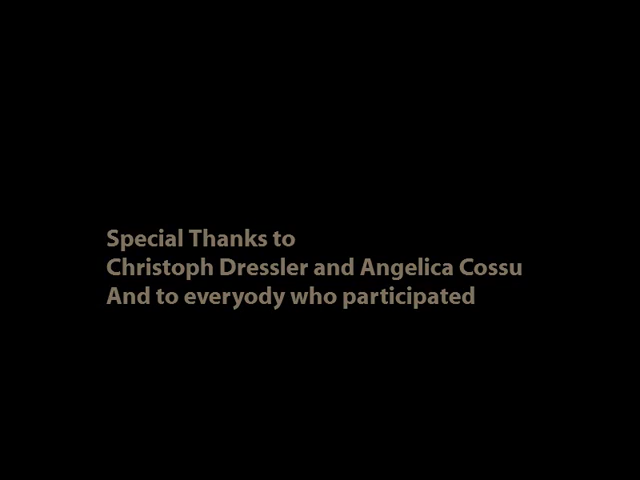 Special Thanks to
Christoph Dressler and Angelica Cossu
And to everyody who participated